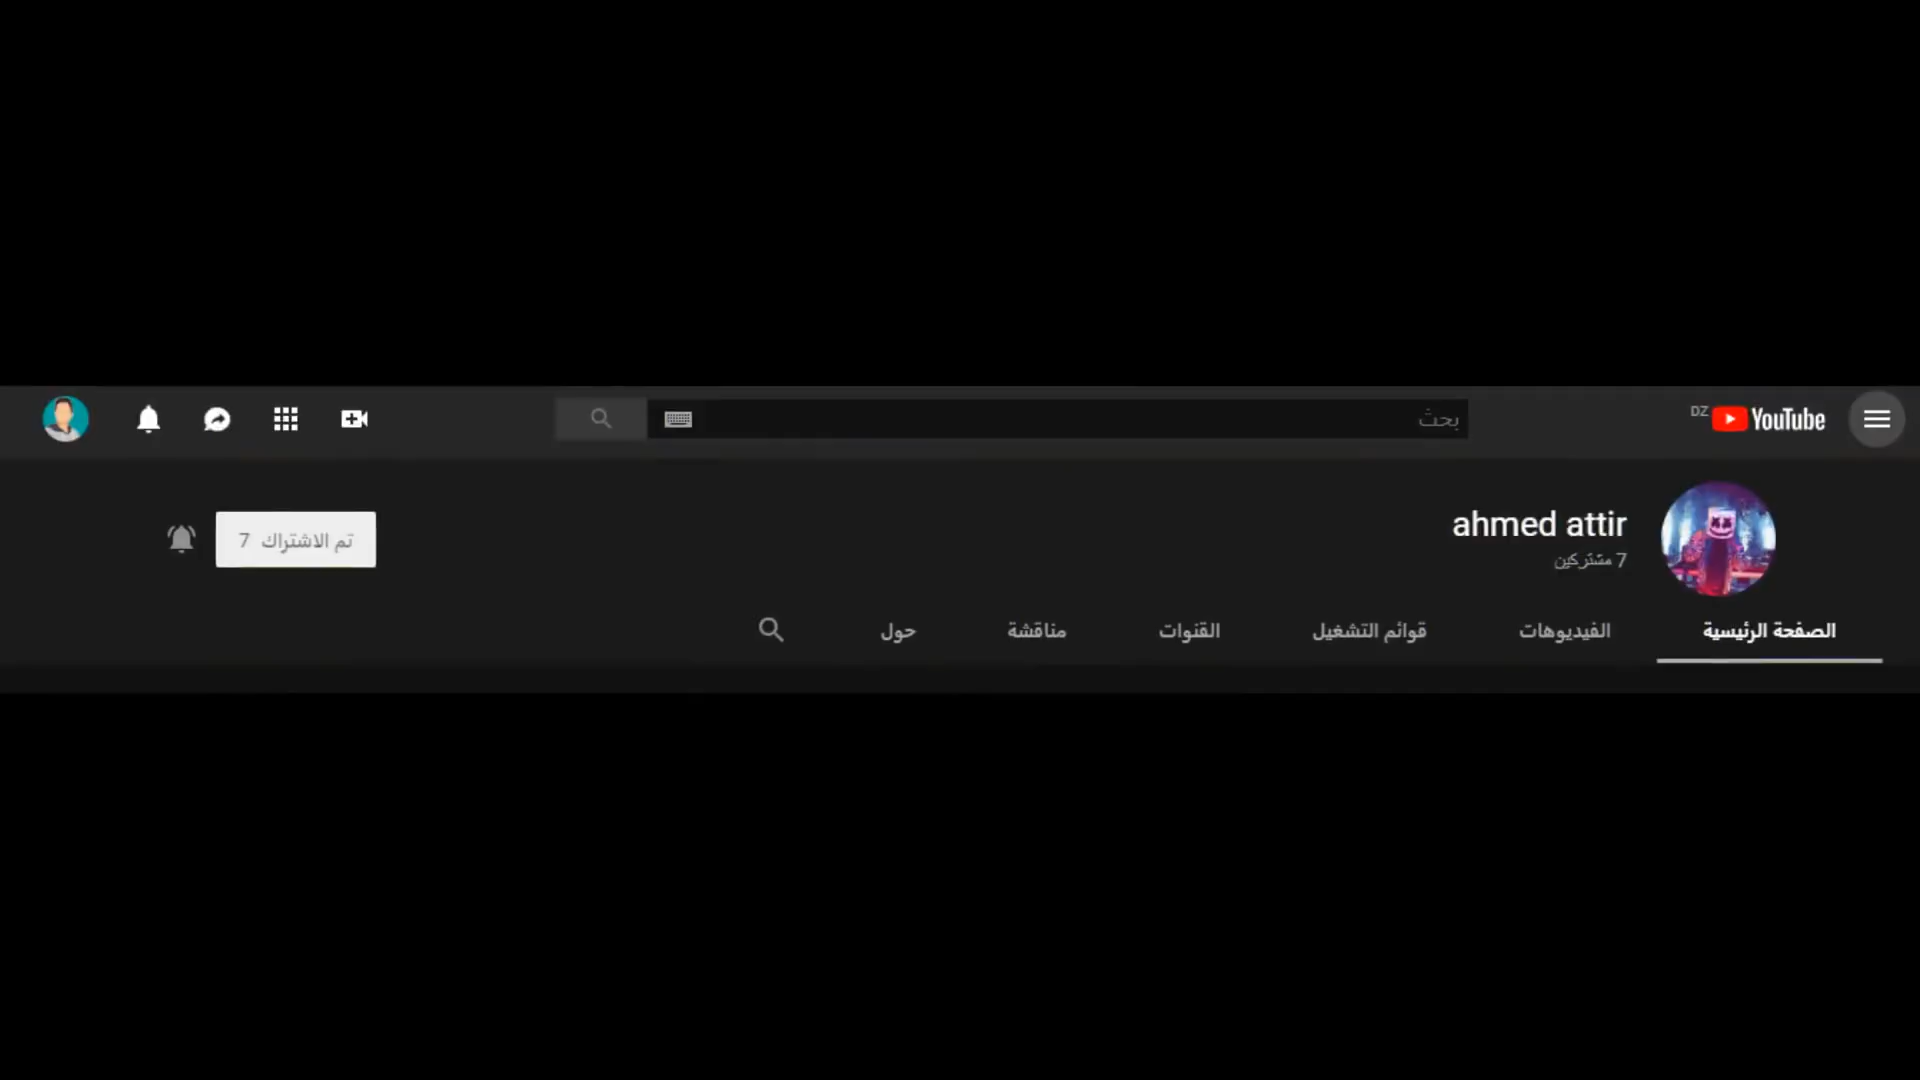 YouTube DZ
بحث
ahmed attir
7 مشتركين
تم الاشتراك 7
الصفحة الرئيسية
الفيديوهات
قوائم التشغيل
القنوات
مناقشة
حول